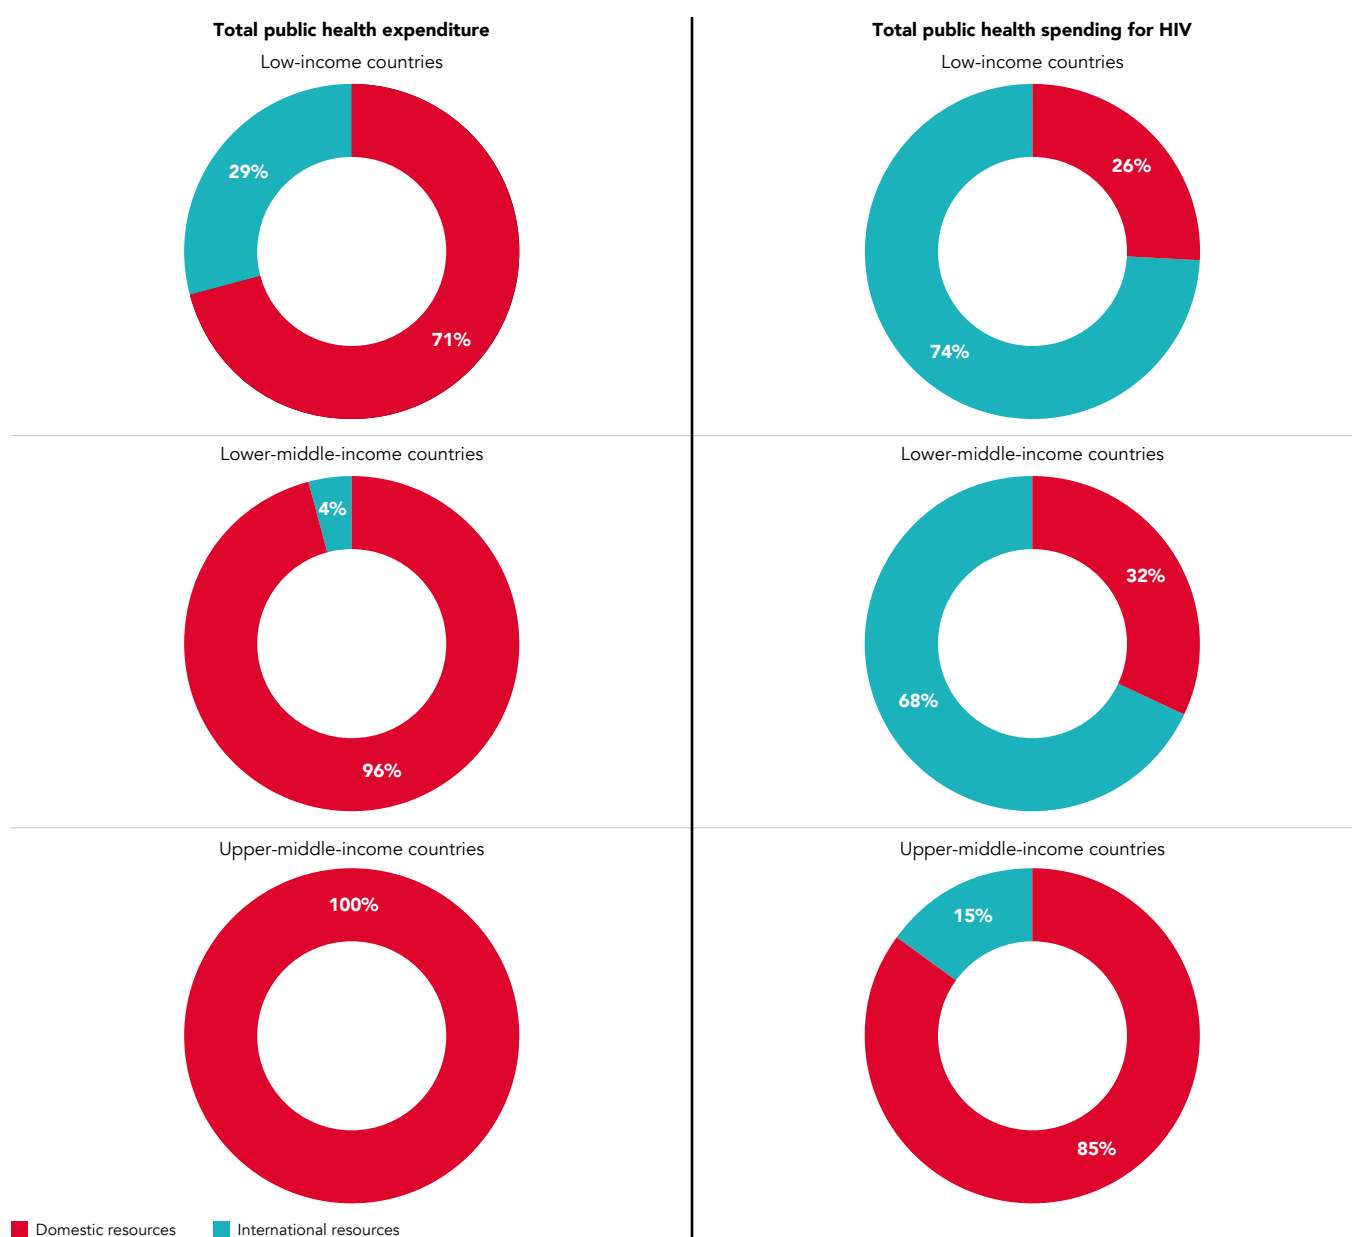 Total public health expenditure
Low-income countries
29%
71%
Lower-middle-income countries
4%
96%
Upper-middle-income countries
100%
Total public health spending for HIV
Low-income countries
26%
74%
Lower-middle-income countries
32%
68%
Upper-middle-income countries
15%
85%
Domestic resources
International resources